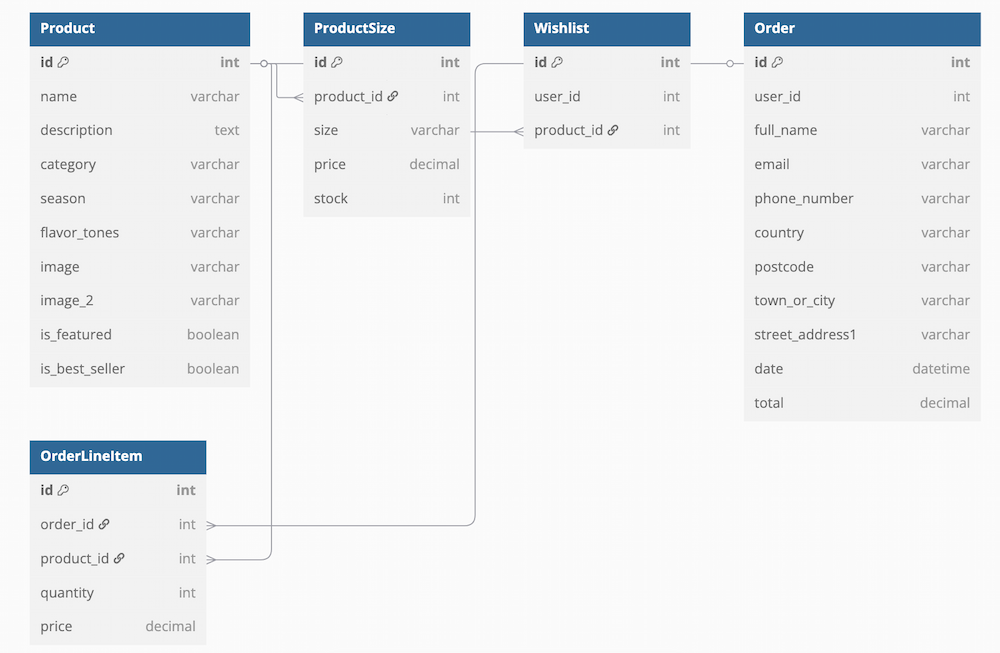 Product
id int
name varchar
description text
category varchar
season varchar
flavor_tones varchar
image varchar
image_2 varchar
is_featured boolean
is_best_seller boolean
ProductSize
id int
product_id int
size varchar
price decimal
stock int
Wishlist
id int
user_id int
product_id int
Order
id int
user_id int
full_name varchar
email varchar
phone_number varchar
country varchar
postcode varchar
town_or_city varchar
street_address1 varchar
date datetime
total decimal
OrderLineItem
id int
order_id int
product_id int
quantity int
price decimal